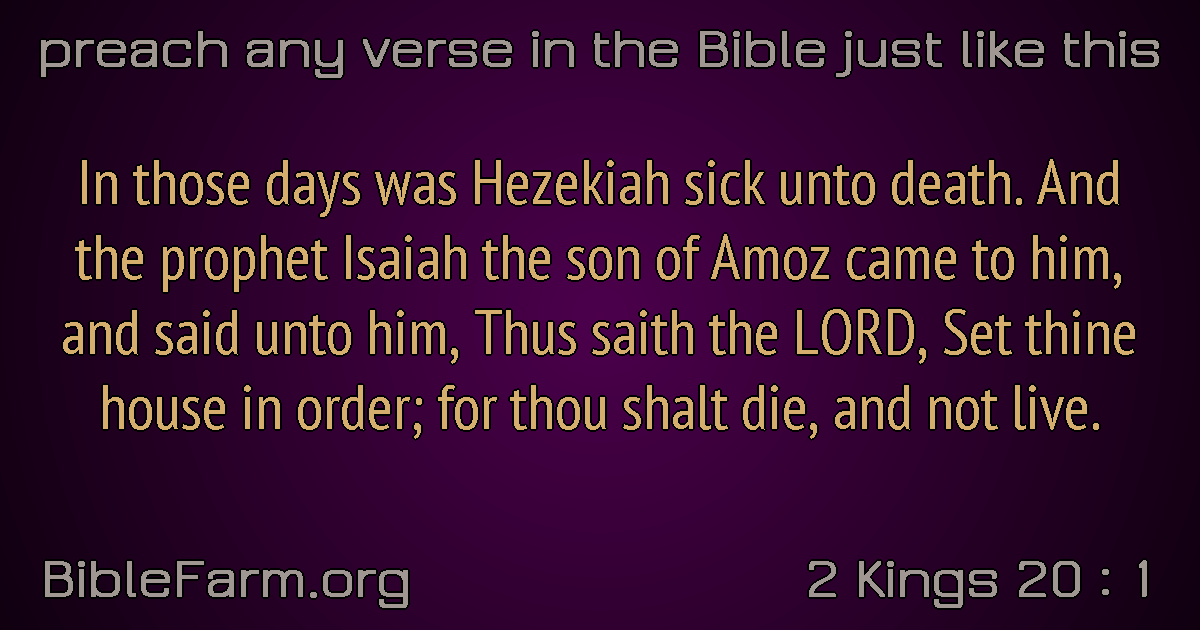 preach any verse in the Bible just like this
In those days was Hezekiah sick unto death. And
the prophet Isaiah the son of Amoz came to him,
and said unto him, Thus saith the LORD, Set thine
house in order; for thou shalt die, and not live.
BibleFarm.org
2 Kings 20 : 1